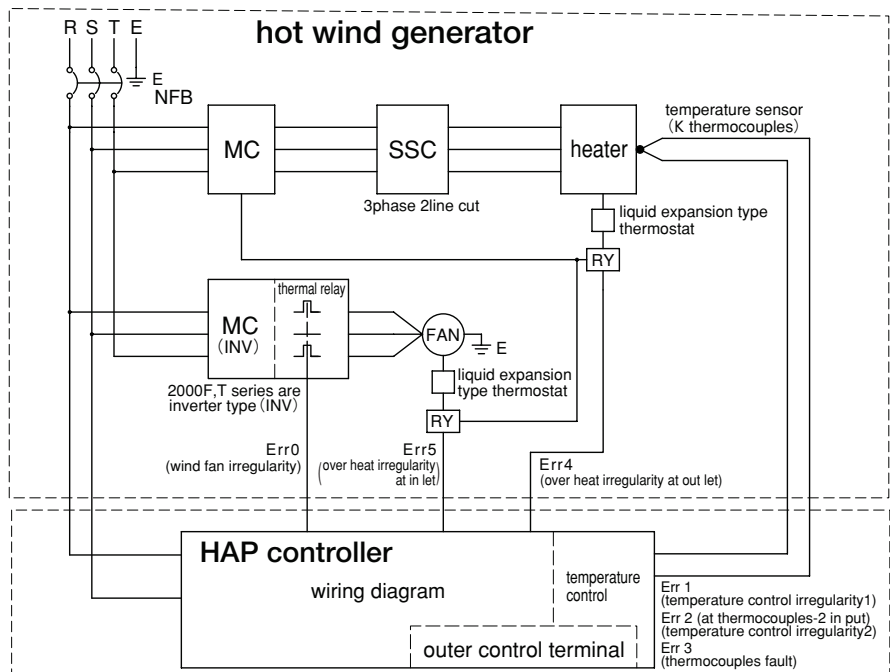 hot wind generator
R S T E
E
NFB
MC
SSC
heater
temperature sensor
(K thermocouples)
3phase 2line cut
liquid expansion type
thermostat
RY
thermal relay
MC
(INV)
FAN
E
2000F,T series are
inverter type (INV)
liquid expansion
type thermostat
RY
Err0
(wind fan irregularity)
Err5
(over heat irregularity
at in let)
Err4
(over heat irregularity at out let)
HAP controller
wiring diagram
temperature
control
outer control terminal
Err 1
(temperature control irregularity1)
Err 2 (at thermocouples-2 in put)
(temperature control irregularity2)
Err 3
(thermocouples fault)